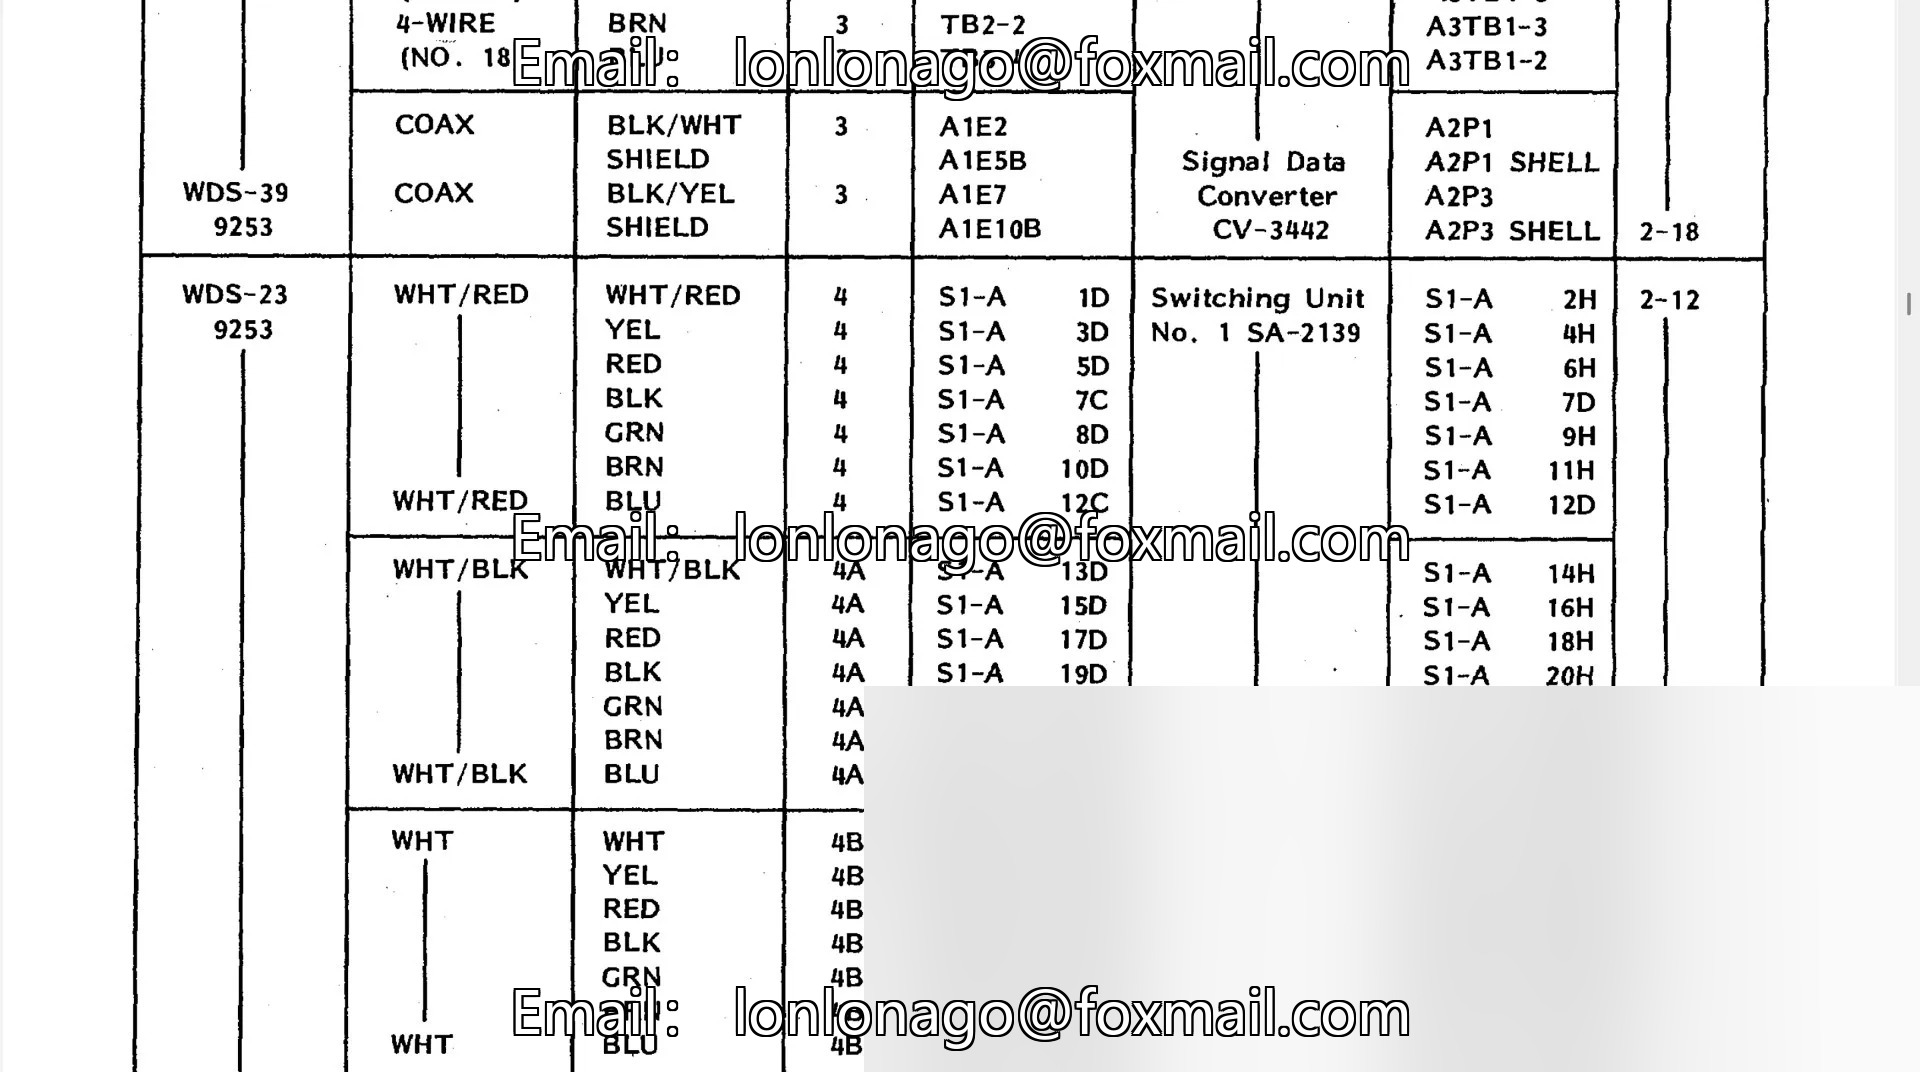 4-WIRE BRN 3 TB2-2 A3TB1-3
(NO. 18 A3TB1-2
Email: lonlonago@foxmail.com
COAX BLK/WHT 3 A1E2 A2P1
SHIELD A1E5B Signal Data A2P1 SHELL
WDS-39 COAX BLK/YEL 3 A1E7 Converter A2P3
9253 SHIELD A1E10B CV-3442 A2P3 SHELL 2-18
WDS-23 WHT/RED WHT/RED 4 S1-A 1D Switching Unit S1-A 2H 2-12
9253 YEL 4 S1-A 3D No. 1 SA-2139 S1-A 4H
RED 4 S1-A 5D S1-A 6H
BLK 4 S1-A 7C S1-A 7D
GRN 4 S1-A 8D S1-A 9H
BRN 4 S1-A 10D S1-A 11H
WHT/RED BLU 4 S1-A 12C S1-A 12D
Email: lonlonago@foxmail.com
WHT/BLK WHT/BLK 4A S1-A 13D S1-A 14H
YEL 4A S1-A 15D S1-A 16H
RED 4A S1-A 17D S1-A 18H
BLK 4A S1-A 19D S1-A 20H
GRN 4A
BRN 4A
WHT/BLK BLU 4A
WHT WHT 4B
YEL 4B
RED 4B
BLK 4B
GRN 4B
Email: lonlonago@foxmail.com
WHT BLU 4B